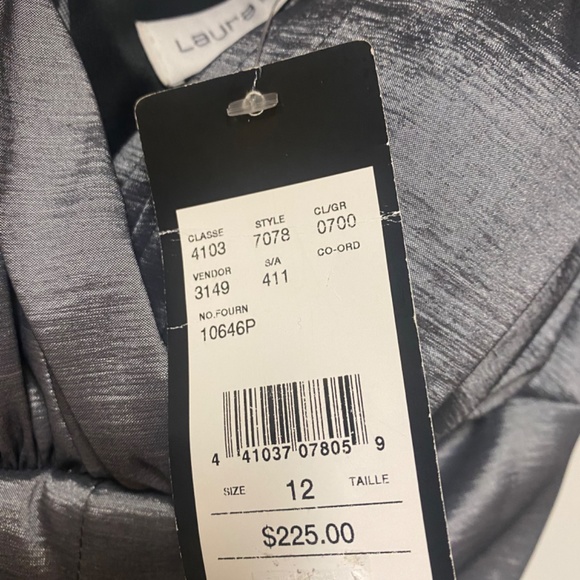 Laura
CLASSE STYLE CL/GR
4103 7078 0700
VENDOR S/A CO-ORD
3149 411
NO.FOURN
10646P
4 41037 07805 9
SIZE 12 TAILLE
$225.00